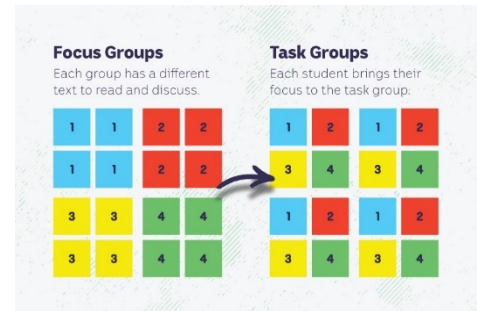 Focus Groups
Each group has a different
text to read and discuss.
1 1 2 2
1 1 2 2
3 3 4 4
3 3 4 4
Task Groups
Each student brings their
focus to the task group.
1 2 1 2
3 4 3 4
1 2 1 2
3 4 3 4